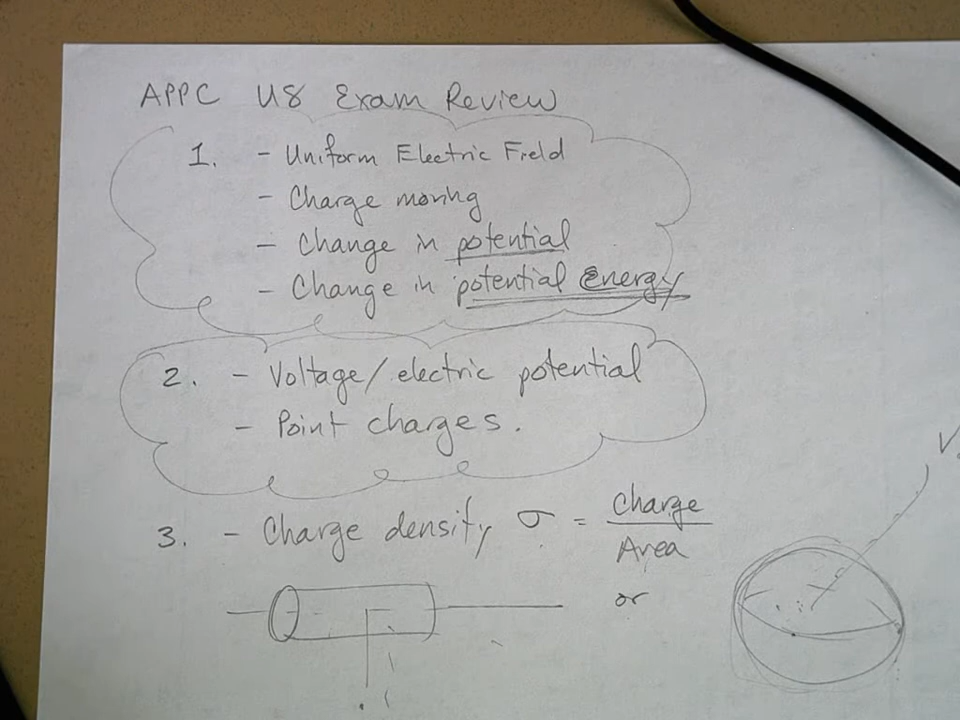 APPC U8 Exam Review
1. - Uniform Electric Field
- Charge moving
- Change in potential
- Change in potential energy
2. - Voltage/electric potential
- Point charges.
3. - Charge density σ = Charge
Area
or
V